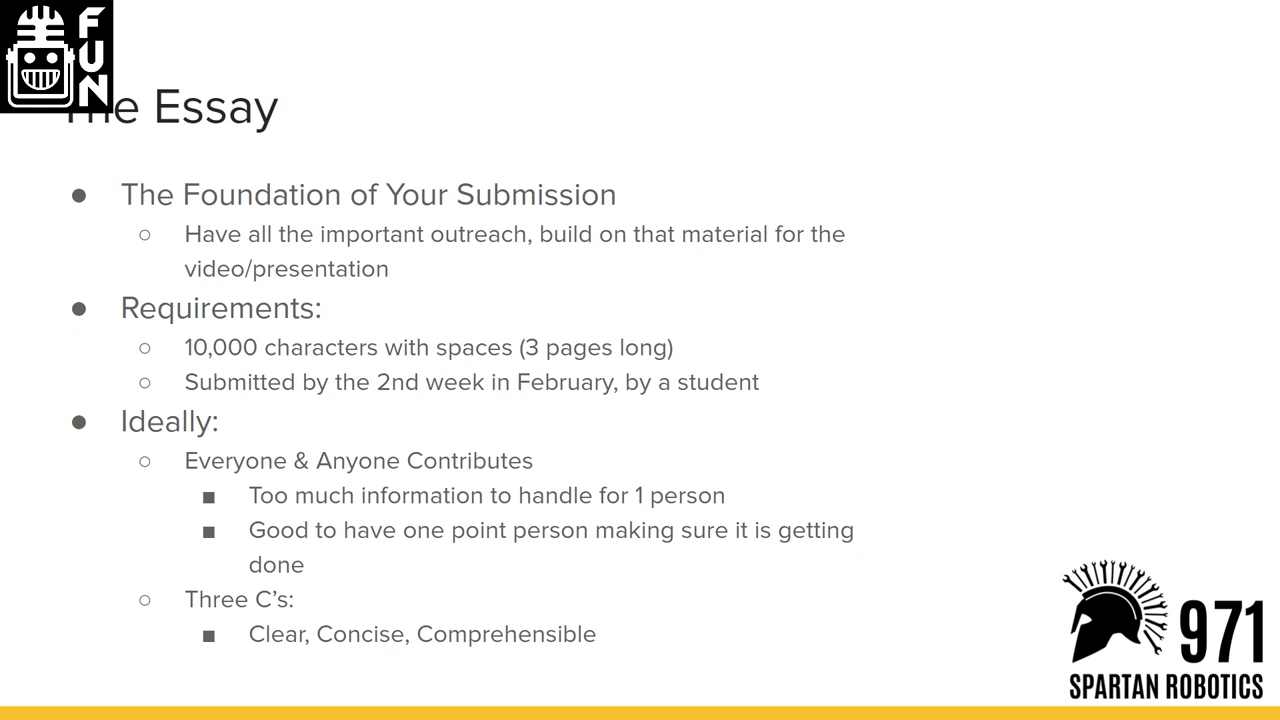 FUN
The Essay
● The Foundation of Your Submission
○ Have all the important outreach, build on that material for the
video/presentation
● Requirements:
○ 10,000 characters with spaces (3 pages long)
○ Submitted by the 2nd week in February, by a student
● Ideally:
○ Everyone & Anyone Contributes
■ Too much information to handle for 1 person
■ Good to have one point person making sure it is getting
done
○ Three C’s:
■ Clear, Concise, Comprehensible
971
SPARTAN ROBOTICS